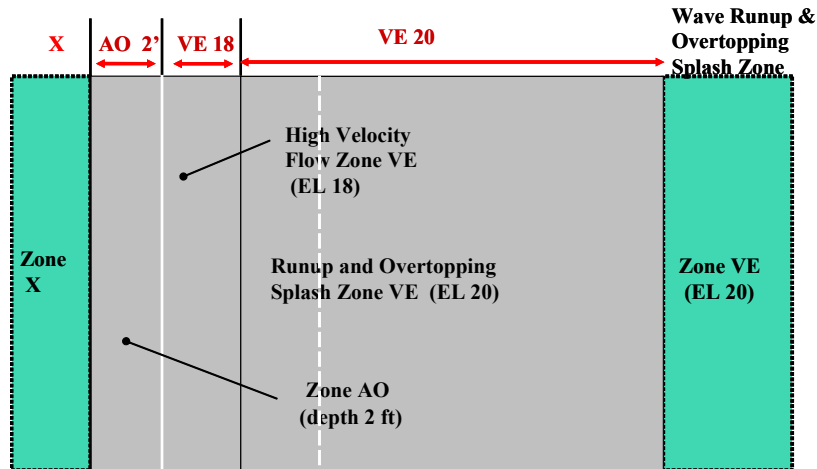 X
AO 2’
VE 18
VE 20
Wave Runup &
Overtopping
Splash Zone
High Velocity
Flow Zone VE
(EL 18)
Zone
X
Runup and Overtopping
Splash Zone VE (EL 20)
Zone VE
(EL 20)
Zone AO
(depth 2 ft)